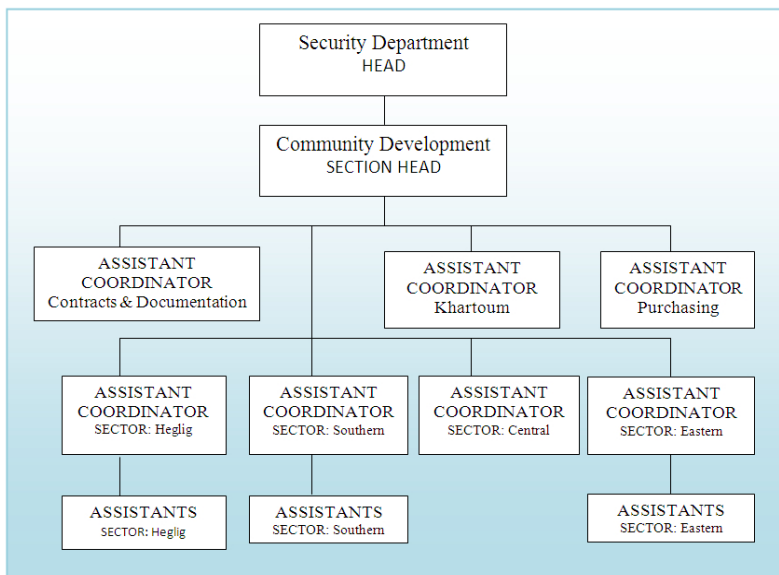 Security Department
HEAD
Community Development
SECTION HEAD
ASSISTANT
COORDINATOR
Contracts & Documentation
ASSISTANT
COORDINATOR
Khartoum
ASSISTANT
COORDINATOR
Purchasing
ASSISTANT
COORDINATOR
SECTOR: Heglig
ASSISTANT
COORDINATOR
SECTOR: Southern
ASSISTANT
COORDINATOR
SECTOR: Central
ASSISTANT
COORDINATOR
SECTOR: Eastern
ASSISTANTS
SECTOR: Heglig
ASSISTANTS
SECTOR: Southern
ASSISTANTS
SECTOR: Eastern